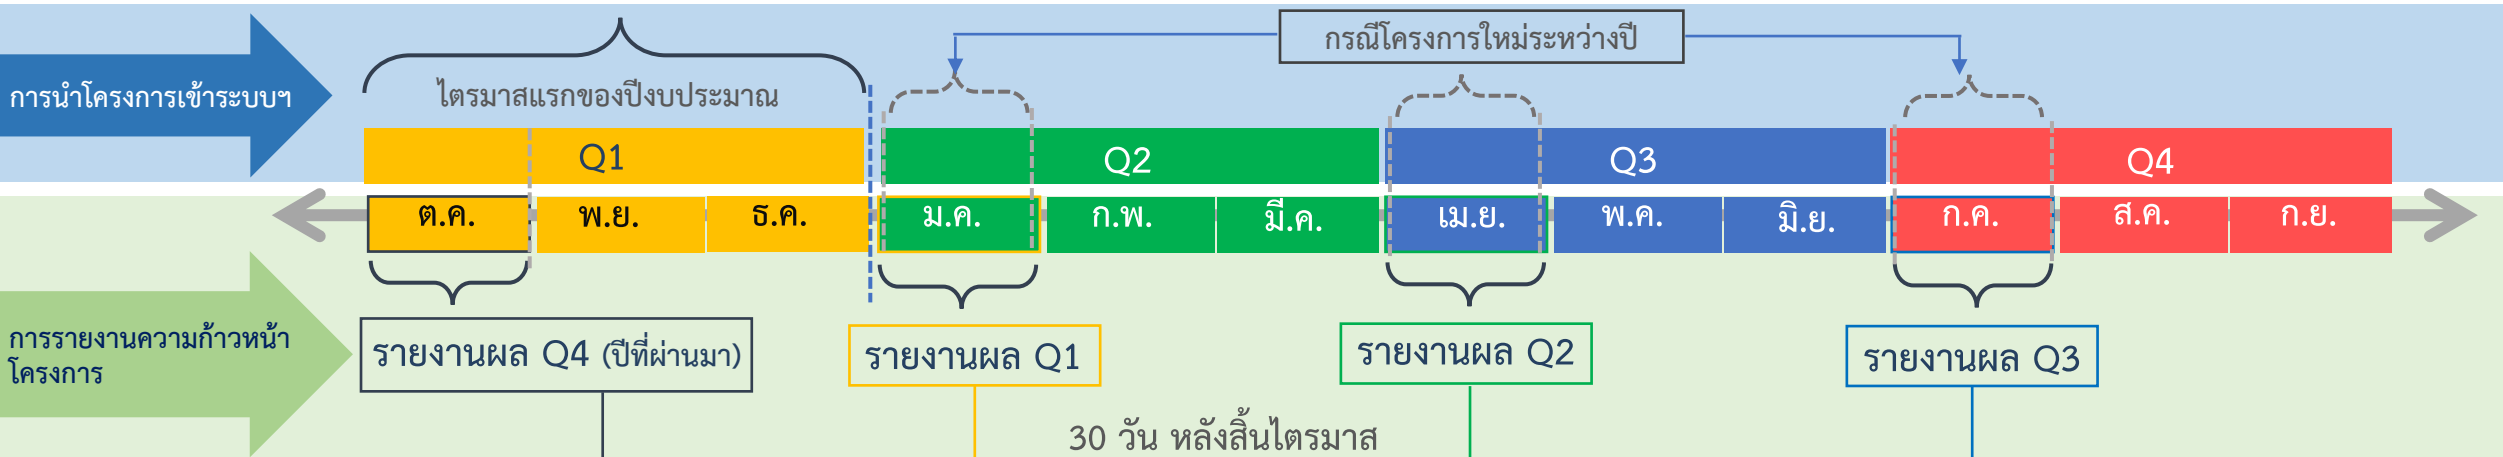 กรณีโครงการใหม่ระหว่างปี
การนำโครงการเข้าระบบฯ
ไตรมาสแรกของปีงบประมาณ
Q1 Q2 Q3 Q4
ต.ค. พ.ย. ธ.ค. ม.ค. ก.พ. มี.ค. เม.ย. พ.ค. มิ.ย. ก.ค. ส.ค. ก.ย.
การรายงานความก้าวหน้า
โครงการ
รายงานผล Q4 (ปีที่ผ่านมา)
รายงานผล Q1
รายงานผล Q2
รายงานผล Q3
30 วัน หลังสิ้นไตรมาส